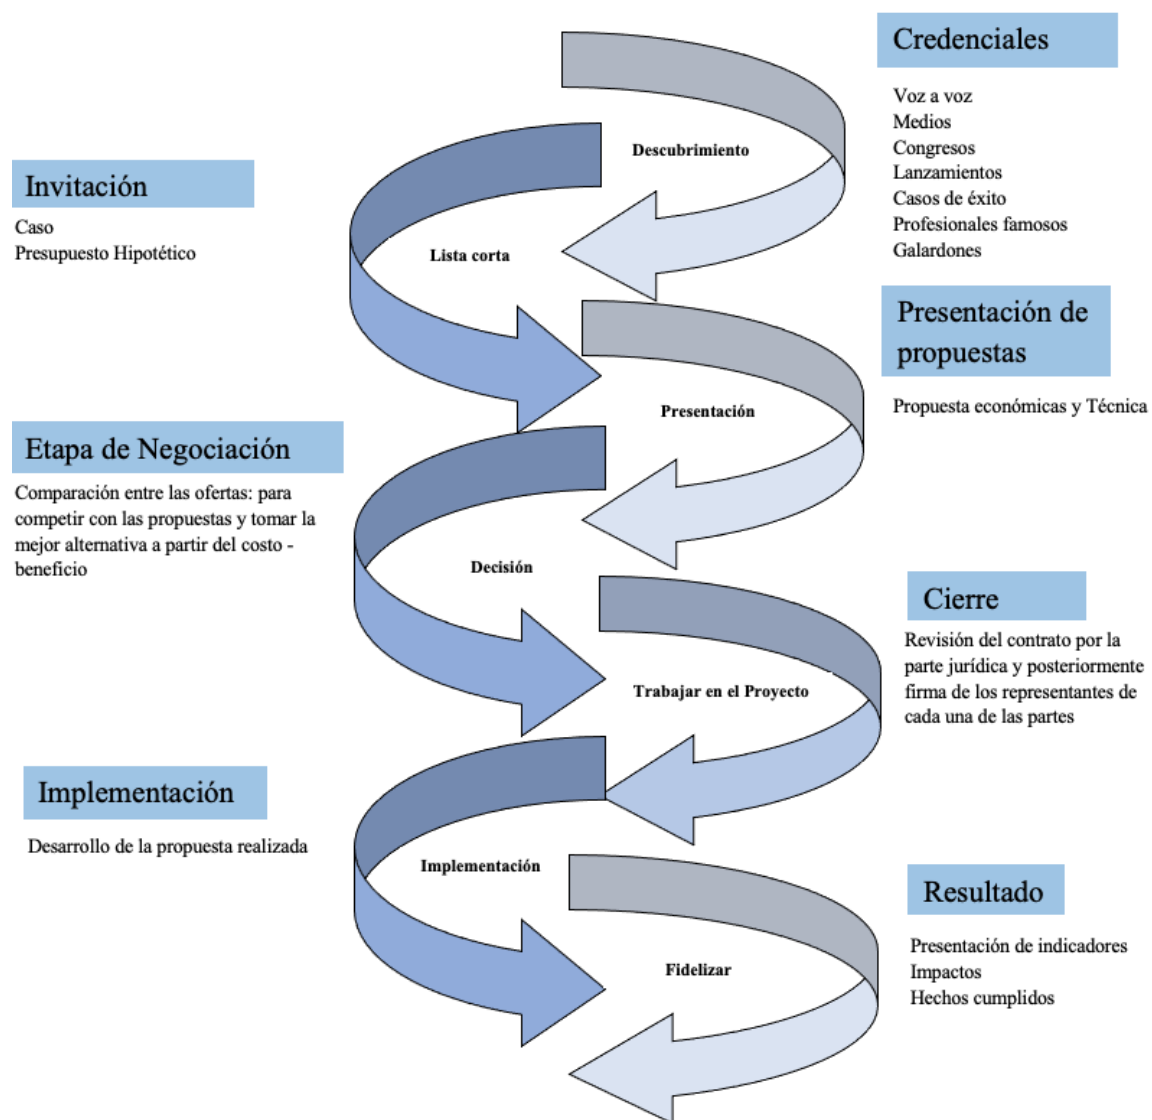 Credenciales
Voz a voz
Medios
Congresos
Lanzamientos
Casos de éxito
Profesionales famosos
Galardones
Descubrimiento
Invitación
Caso
Presupuesto Hipotético
Lista corta
Presentación de
propuestas
Propuesta económicas y Técnica
Presentación
Etapa de Negociación
Comparación entre las ofertas: para
competir con las propuestas y tomar la
mejor alternativa a partir del costo -
beneficio
Decisión
Cierre
Revisión del contrato por la
parte jurídica y posteriormente
firma de los representantes de
cada una de las partes
Trabajar en el Proyecto
Implementación
Desarrollo de la propuesta realizada
Implementación
Resultado
Presentación de indicadores
Impactos
Hechos cumplidos
Fidelizar